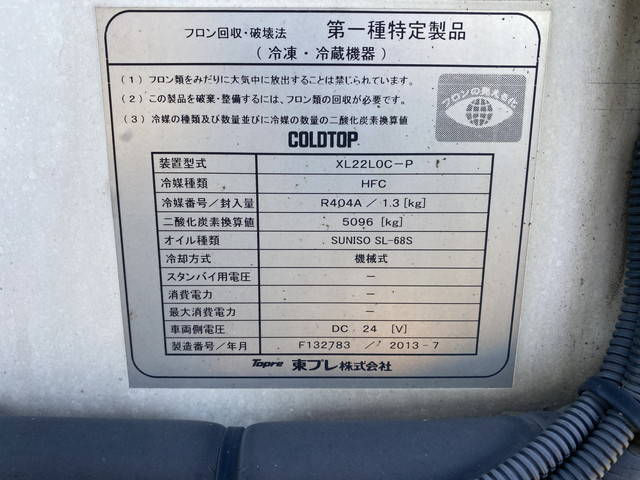 フロン回収・破壊法 第一種特定製品
（冷凍・冷蔵機器）
（1）フロン類をみだりに大気中に放出することは禁じられています。
（2）この製品を廃棄・整備するには、フロン類の回収が必要です。
（3）冷媒の種類及び数量並びに冷媒の数量の二酸化炭素換算値
フロンの見える化
COLDTOP
装置型式 XL22L0C-P
冷媒種類 HFC
冷媒番号／封入量 R404A ／ 1.3 [kg]
二酸化炭素換算値 5096 [kg]
オイル種類 SUNISO SL-68S
冷却方式 機械式
スタンバイ用電圧 －
消費電力 －
最大消費電力 －
車両側電圧 DC 24 [V]
製造番号／年月 F132783 ／ 2013-7
Topre 東プレ株式会社